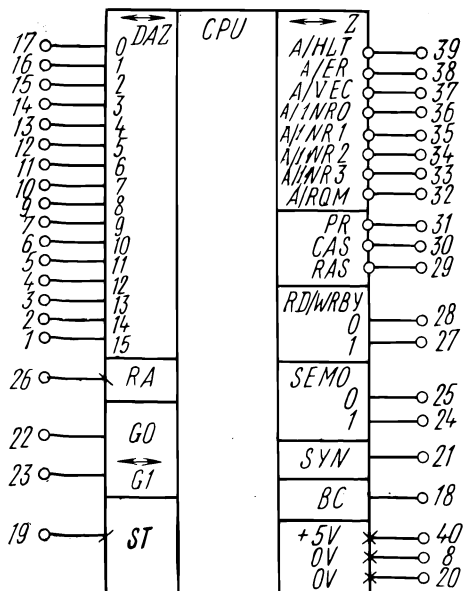 DAZ CPU Z
17 0 A/HLT 39
16 1 A/ER 38
15 2 A/VEC 37
14 3 A/1NR0 36
13 4 A/1NR1 35
12 5 A/1NR2 34
11 6 A/1NR3 33
10 7 A/RQM 32
9 8
7 9 PR 31
6 10 CAS 30
5 11 RAS 29
4 12
3 13 RD/WRBY
2 14 0 28
1 15 1 27
26 RA SEMO
0 25
22 G0 1 24
23 G1 SYN 21
BC 18
19 ST +5V 40
0V 8
0V 20